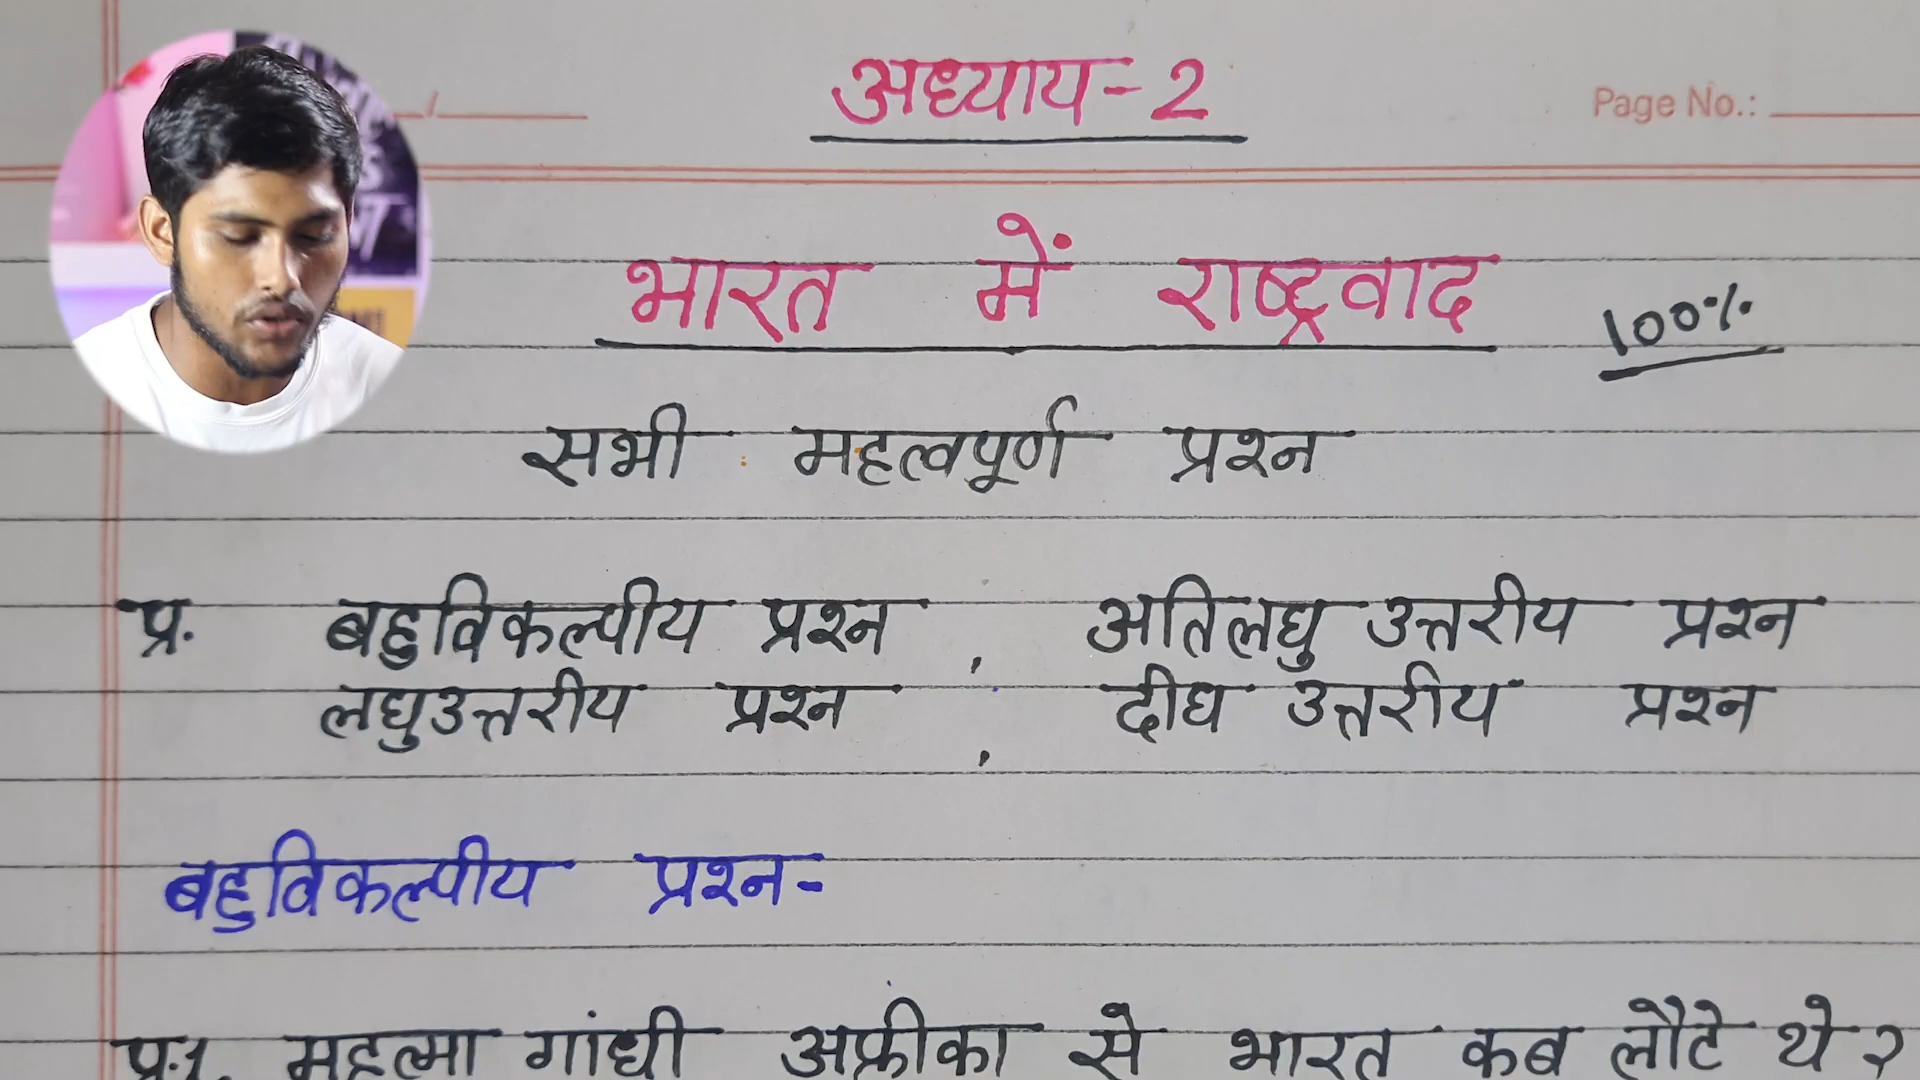 अध्याय-2
Page No.:
भारत में राष्ट्रवाद
100%
सभी महत्वपूर्ण प्रश्न
प्र. बहुविकल्पीय प्रश्न , अतिलघु उत्तरीय प्रश्न
लघुउत्तरीय प्रश्न , दीघ उत्तरीय प्रश्न
बहुविकल्पीय प्रश्न-
प्र.1. महत्मा गांधी अफ्रीका से भारत कब लौटे थे ?